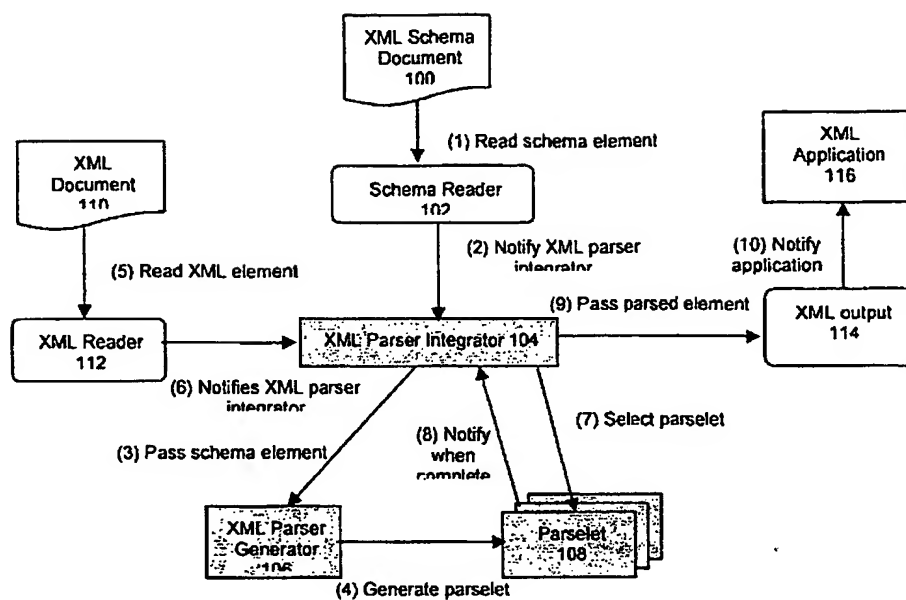 XML Schema
Document
100
(1) Read schema element
XML
Document
110
Schema Reader
102
XML
Application
116
(2) Notify XML parser
integrator
(10) Notify
application
(5) Read XML element
(9) Pass parsed element
XML Reader
112
XML Parser Integrator 104
XML output
114
(6) Notifies XML parser
integrator
(7) Select parselet
(8) Notify
when
complete
(3) Pass schema element
XML Parser
Generator
106
Parselet
108
(4) Generate parselet